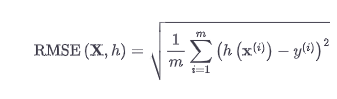 RMSE (X, h) = √(1/m ∑_{i=1}^{m} (h (x^{(i)}) − y^{(i)})^2)